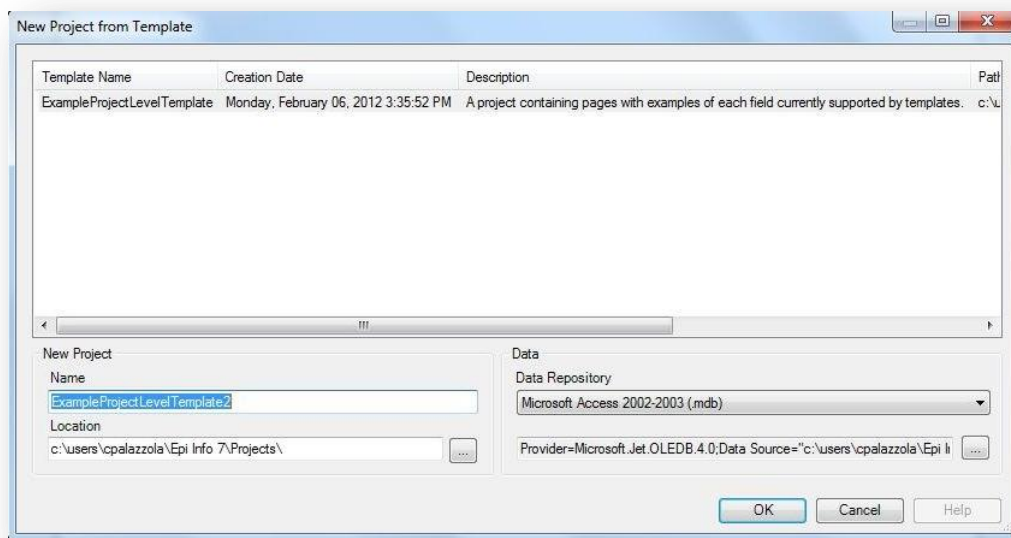 New Project from Template
Template Name Creation Date Description Path
ExampleProjectLevelTemplate Monday, February 06, 2012 3:35:52 PM A project containing pages with examples of each field currently supported by templates. c:\u
New Project
Name
ExampleProjectLevelTemplate2
Location
c:\users\cpalazzola\Epi Info 7\Projects\
...
Data
Data Repository
Microsoft Access 2002-2003 (.mdb)
Provider=Microsoft.Jet.OLEDB.4.0;Data Source="c:\users\cpalazzola\Epi I
...
OK Cancel Help